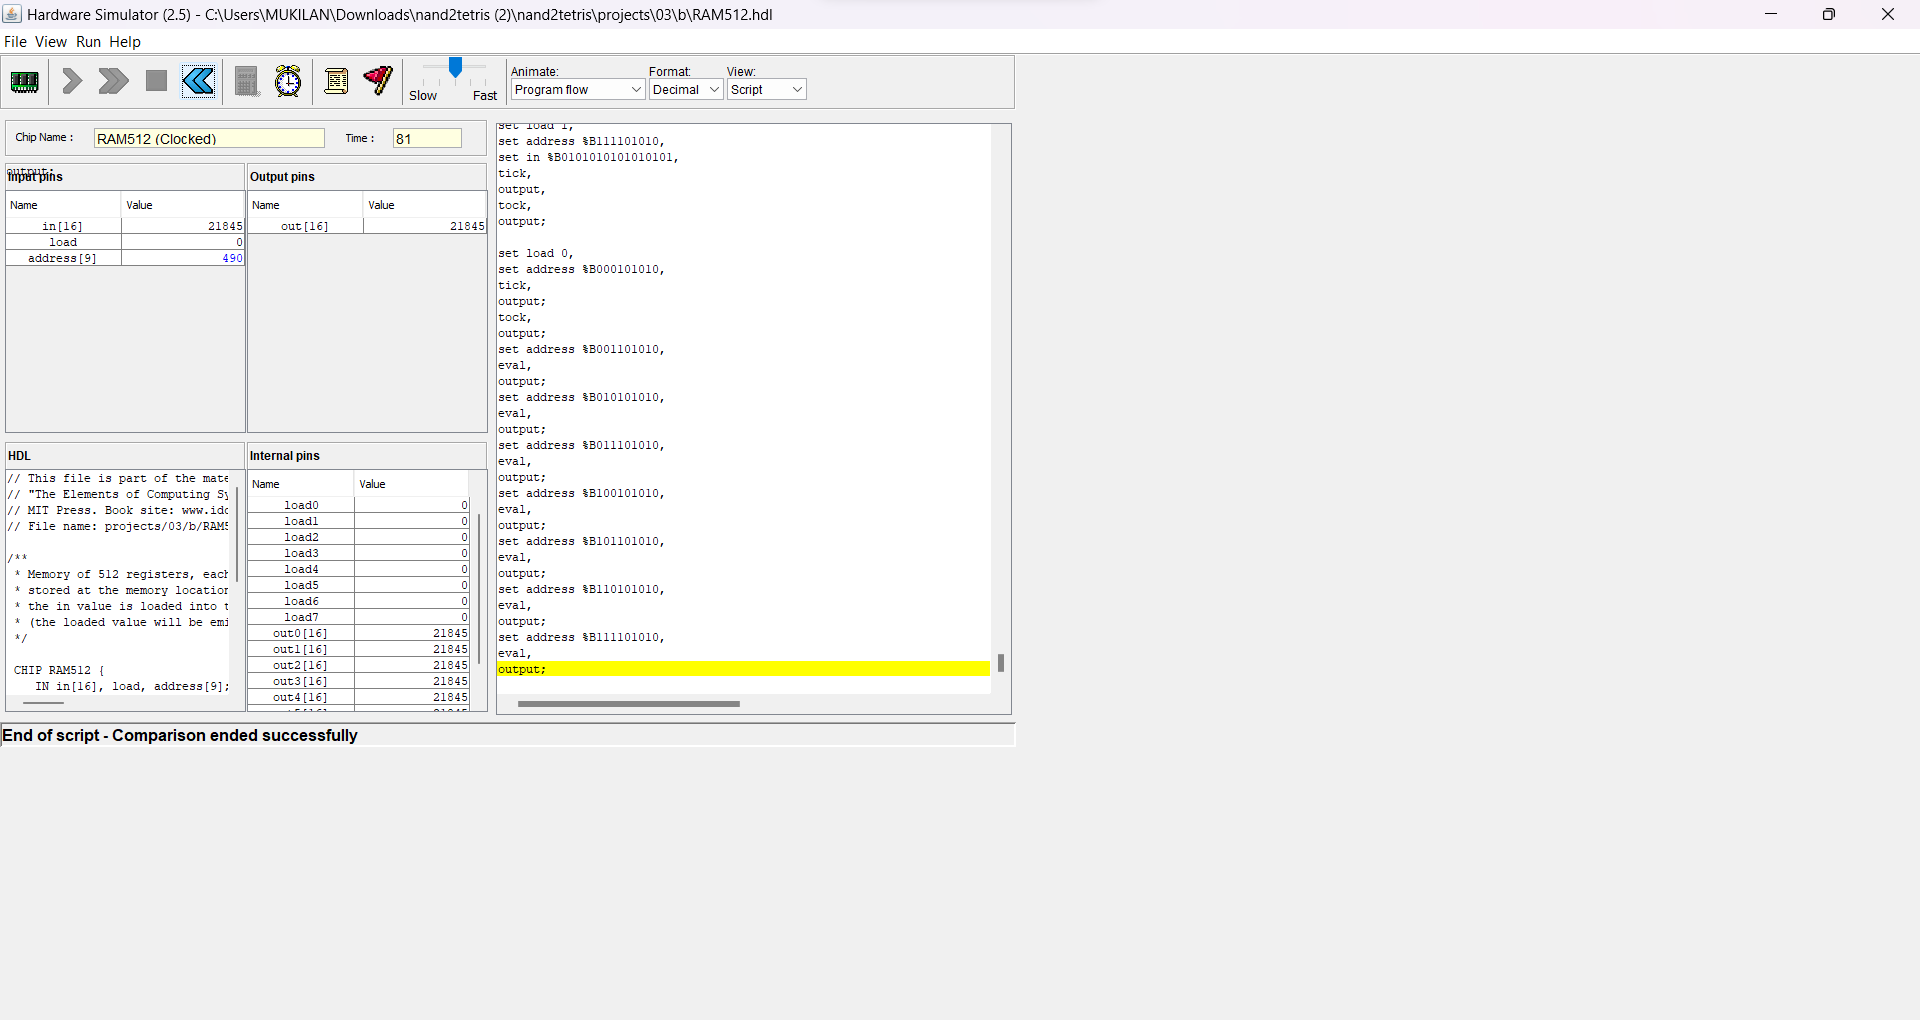 Hardware Simulator (2.5) - C:\Users\MUKILAN\Downloads\nand2tetris (2)\nand2tetris\projects\03\b\RAM512.hdl
File View Run Help
Slow Fast
Animate:
Program flow
Format:
Decimal
View:
Script
Chip Name :
RAM512 (Clocked)
Time :
81
output;
Input pins
Name Value
in[16] 21845
load 0
address[9] 490
Output pins
Name Value
out[16] 21845
HDL
// This file is part of the mate
// "The Elements of Computing Sy
// MIT Press. Book site: www.idc
// File name: projects/03/b/RAM5
/**
* Memory of 512 registers, each
* stored at the memory location
* the in value is loaded into t
* (the loaded value will be emi
*/
CHIP RAM512 {
IN in[16], load, address[9];
Internal pins
Name Value
load0 0
load1 0
load2 0
load3 0
load4 0
load5 0
load6 0
load7 0
out0[16] 21845
out1[16] 21845
out2[16] 21845
out3[16] 21845
out4[16] 21845
set load 1,
set address %B111101010,
set in %B0101010101010101,
tick,
output,
tock,
output;
set load 0,
set address %B000101010,
tick,
output;
tock,
output;
set address %B001101010,
eval,
output;
set address %B010101010,
eval,
output;
set address %B011101010,
eval,
output;
set address %B100101010,
eval,
output;
set address %B101101010,
eval,
output;
set address %B110101010,
eval,
output;
set address %B111101010,
eval,
output;
End of script - Comparison ended successfully